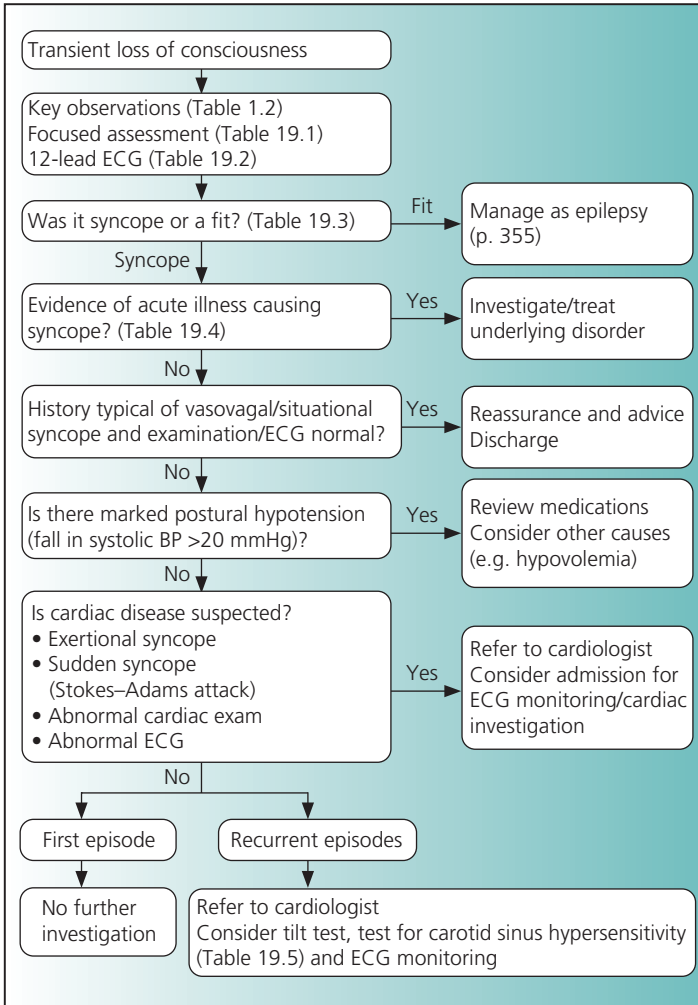 Transient loss of consciousness
Key observations (Table 1.2)
Focused assessment (Table 19.1)
12-lead ECG (Table 19.2)
Was it syncope or a fit? (Table 19.3)
Fit
Manage as epilepsy
(p. 355)
Syncope
Evidence of acute illness causing
syncope? (Table 19.4)
Yes
Investigate/treat
underlying disorder
No
History typical of vasovagal/situational
syncope and examination/ECG normal?
Yes
Reassurance and advice
Discharge
No
Is there marked postural hypotension
(fall in systolic BP >20 mmHg)?
Yes
Review medications
Consider other causes
(e.g. hypovolemia)
No
Is cardiac disease suspected?
• Exertional syncope
• Sudden syncope
(Stokes–Adams attack)
• Abnormal cardiac exam
• Abnormal ECG
Yes
Refer to cardiologist
Consider admission for
ECG monitoring/cardiac
investigation
No
First episode
Recurrent episodes
No further
investigation
Refer to cardiologist
Consider tilt test, test for carotid sinus hypersensitivity
(Table 19.5) and ECG monitoring